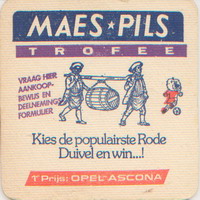 MAES★PILS
TROFEE
VRAAG HIER
AANKOOP-
BEWIJS EN
DEELNEMING
FORMULIER
Kies de populairste Rode
Duivel en win...!
1e Prijs: OPEL ASCONA